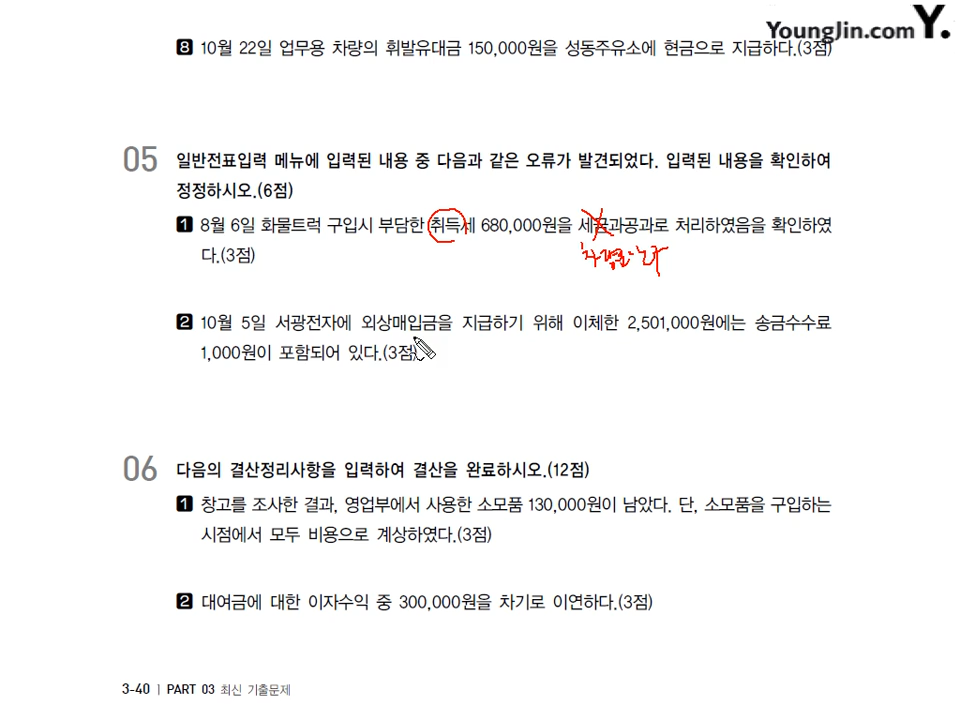 YoungJin.com Y.
8 10월 22일 업무용 차량의 휘발유대금 150,000원을 성동주유소에 현금으로 지급하다.(3점)
05 일반전표입력 메뉴에 입력된 내용 중 다음과 같은 오류가 발견되었다. 입력된 내용을 확인하여
정정하시오.(6점)
1 8월 6일 화물트럭 구입시 부담한 취득세 680,000원을 세금과공과로 처리하였음을 확인하였
다.(3점)
2 10월 5일 서광전자에 외상매입금을 지급하기 위해 이체한 2,501,000원에는 송금수수료
1,000원이 포함되어 있다.(3점)
06 다음의 결산정리사항을 입력하여 결산을 완료하시오.(12점)
1 창고를 조사한 결과, 영업부에서 사용한 소모품 130,000원이 남았다. 단, 소모품을 구입하는
시점에서 모두 비용으로 계상하였다.(3점)
2 대여금에 대한 이자수익 중 300,000원을 차기로 이연하다.(3점)
3-40 | PART 03 최신 기출문제